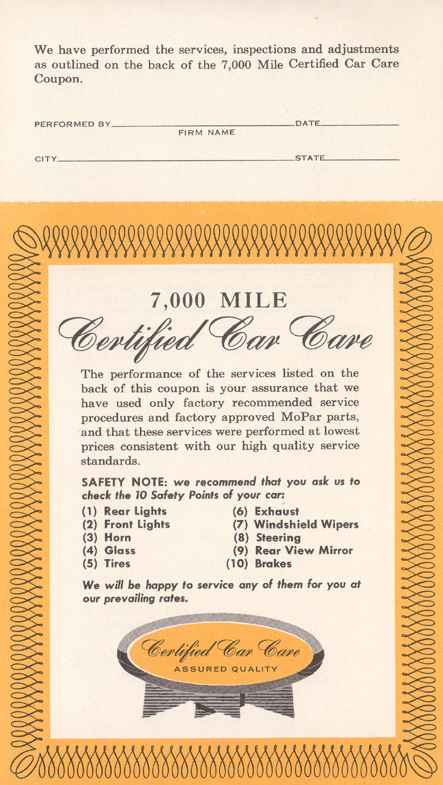 We have performed the services, inspections and adjustments
as outlined on the back of the 7,000 Mile Certified Car Care
Coupon.
PERFORMED BY DATE
FIRM NAME
CITY STATE
7,000 MILE
Certified Car Care
The performance of the services listed on the
back of this coupon is your assurance that we
have used only factory recommended service
procedures and factory approved MoPar parts,
and that these services were performed at lowest
prices consistent with our high quality service
standards.
SAFETY NOTE: we recommend that you ask us to
check the 10 Safety Points of your car:
(1) Rear Lights (6) Exhaust
(2) Front Lights (7) Windshield Wipers
(3) Horn (8) Steering
(4) Glass (9) Rear View Mirror
(5) Tires (10) Brakes
We will be happy to service any of them for you at
our prevailing rates.
Certified Car Care
ASSURED QUALITY